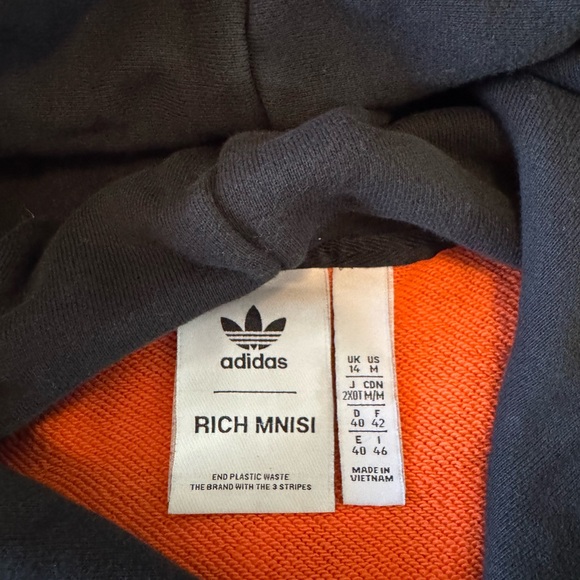 adidas
RICH MNISI
END PLASTIC WASTE
THE BRAND WITH THE 3 STRIPES
UK US
14 M
J CDN
2XOT M/M
D F
40 42
E I
40 46
MADE IN
VIETNAM